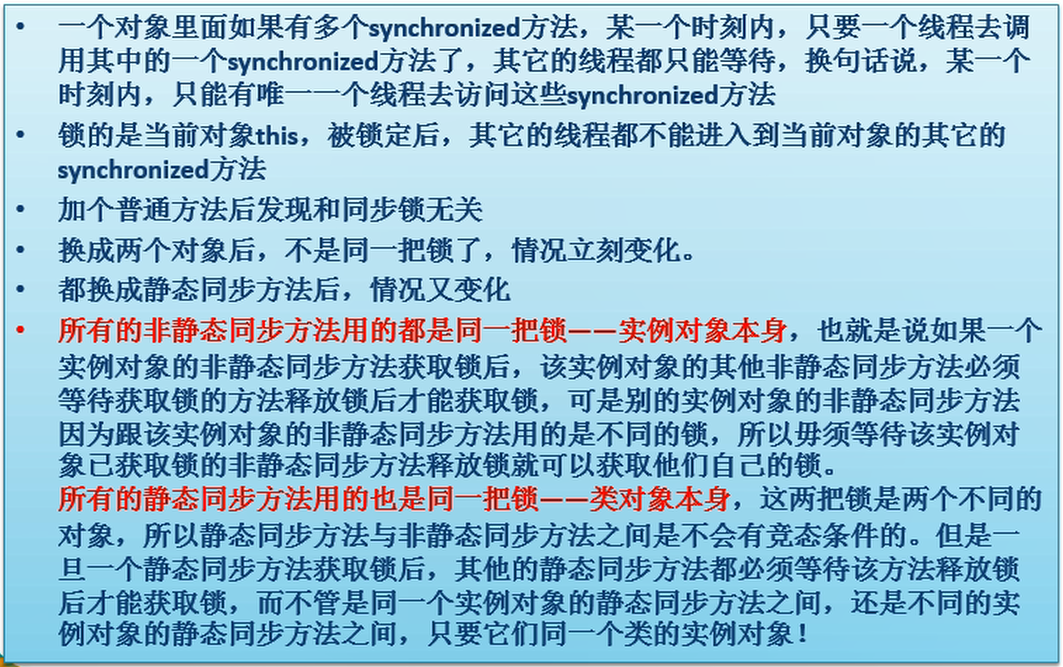 • 一个对象里面如果有多个synchronized方法，某一个时刻内，只要一个线程去调
用其中的一个synchronized方法了，其它的线程都只能等待，换句话说，某一个
时刻内，只能有唯一一个线程去访问这些synchronized方法
• 锁的是当前对象this，被锁定后，其它的线程都不能进入到当前对象的其它的
synchronized方法
• 加个普通方法后发现和同步锁无关
• 换成两个对象后，不是同一把锁了，情况立刻变化。
• 都换成静态同步方法后，情况又变化
• 所有的非静态同步方法用的都是同一把锁——实例对象本身，也就是说如果一个
实例对象的非静态同步方法获取锁后，该实例对象的其他非静态同步方法必须
等待获取锁的方法释放锁后才能获取锁，可是别的实例对象的非静态同步方法
因为跟该实例对象的非静态同步方法用的是不同的锁，所以毋须等待该实例对
象已获取锁的非静态同步方法释放锁就可以获取他们自己的锁。
所有的静态同步方法用的也是同一把锁——类对象本身，这两把锁是两个不同的
对象，所以静态同步方法与非静态同步方法之间是不会有竞态条件的。但是一
旦一个静态同步方法获取锁后，其他的静态同步方法都必须等待该方法释放锁
后才能获取锁，而不管是同一个实例对象的静态同步方法之间，还是不同的实
例对象的静态同步方法之间，只要它们同一个类的实例对象！